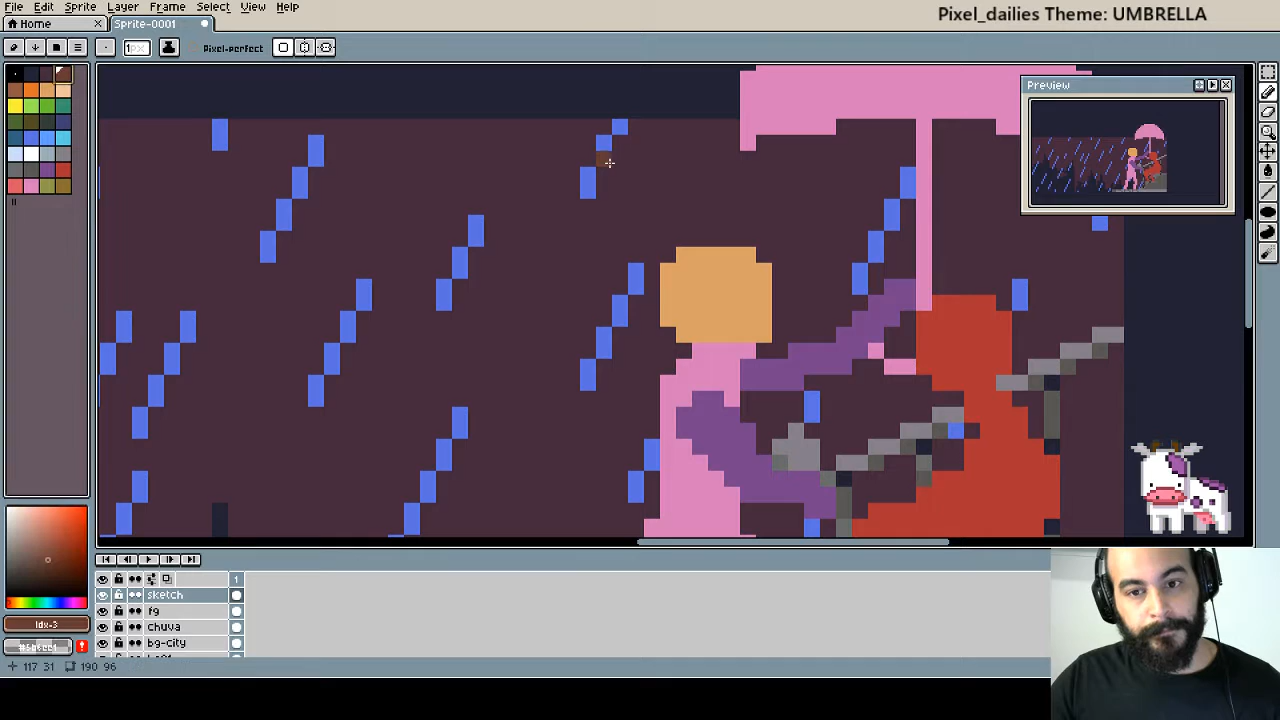 Pixel_dailies Theme: UMBRELLA
File Edit Sprite Layer Frame Select View Help
Home Sprite-0001
Pixel-perfect
Preview
Idx-3
1
sketch
fg
chuva
bg-city
117 31 190 96